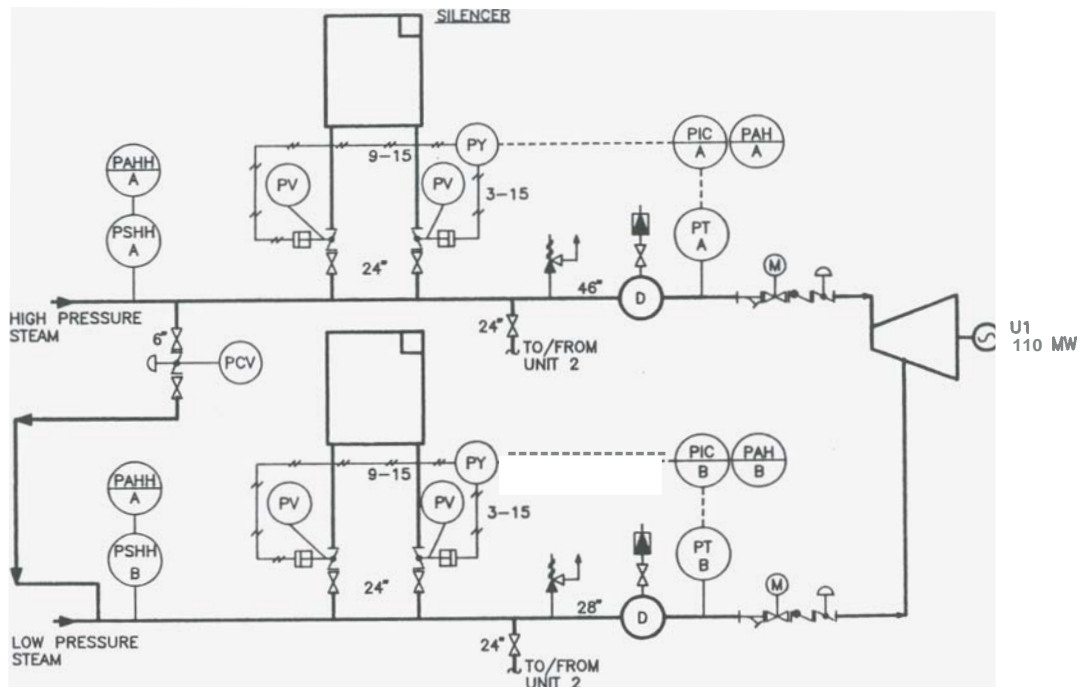 SILENCER
PAHH
A
PSHH
A
PV
PV
9-15
PY
3-15
PIC
A
PAH
A
PT
A
M
24"
46"
D
HIGH PRESSURE
STEAM
6"
PCV
24"
TO/FROM
UNIT 2
U1
110 MW
PAHH
A
PSHH
B
PV
PV
9-15
PY
3-15
PIC
B
PAH
B
PT
B
M
24"
28"
D
LOW PRESSURE
STEAM
24"
TO/FROM
UNIT 2